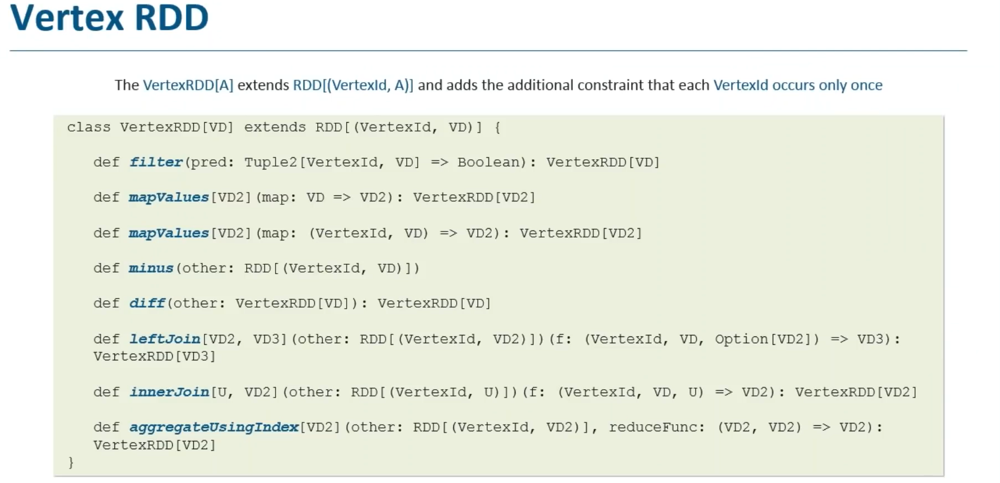 Vertex RDD
The VertexRDD[A] extends RDD[(VertexId, A)] and adds the additional constraint that each VertexId occurs only once
class VertexRDD[VD] extends RDD[(VertexId, VD)] {
def filter(pred: Tuple2[VertexId, VD] => Boolean): VertexRDD[VD]
def mapValues[VD2](map: VD => VD2): VertexRDD[VD2]
def mapValues[VD2](map: (VertexId, VD) => VD2): VertexRDD[VD2]
def minus(other: RDD[(VertexId, VD)])
def diff(other: VertexRDD[VD]): VertexRDD[VD]
def leftJoin[VD2, VD3](other: RDD[(VertexId, VD2)])(f: (VertexId, VD, Option[VD2]) => VD3):
VertexRDD[VD3]
def innerJoin[U, VD2](other: RDD[(VertexId, U)])(f: (VertexId, VD, U) => VD2): VertexRDD[VD2]
def aggregateUsingIndex[VD2](other: RDD[(VertexId, VD2)], reduceFunc: (VD2, VD2) => VD2):
VertexRDD[VD2]
}